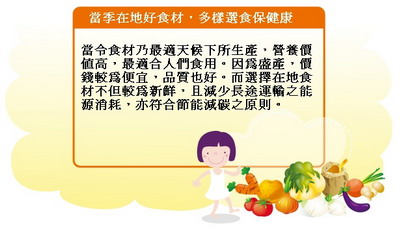 當季在地好食材，多樣選食保健康
當令食材乃最適天候下所生產，營養價
值高，最適合人們食用。因為盛產，價
錢較為便宜，品質也好。而選擇在地食
材不但較為新鮮，且減少長途運輸之能
源消耗，亦符合節能減碳之原則。